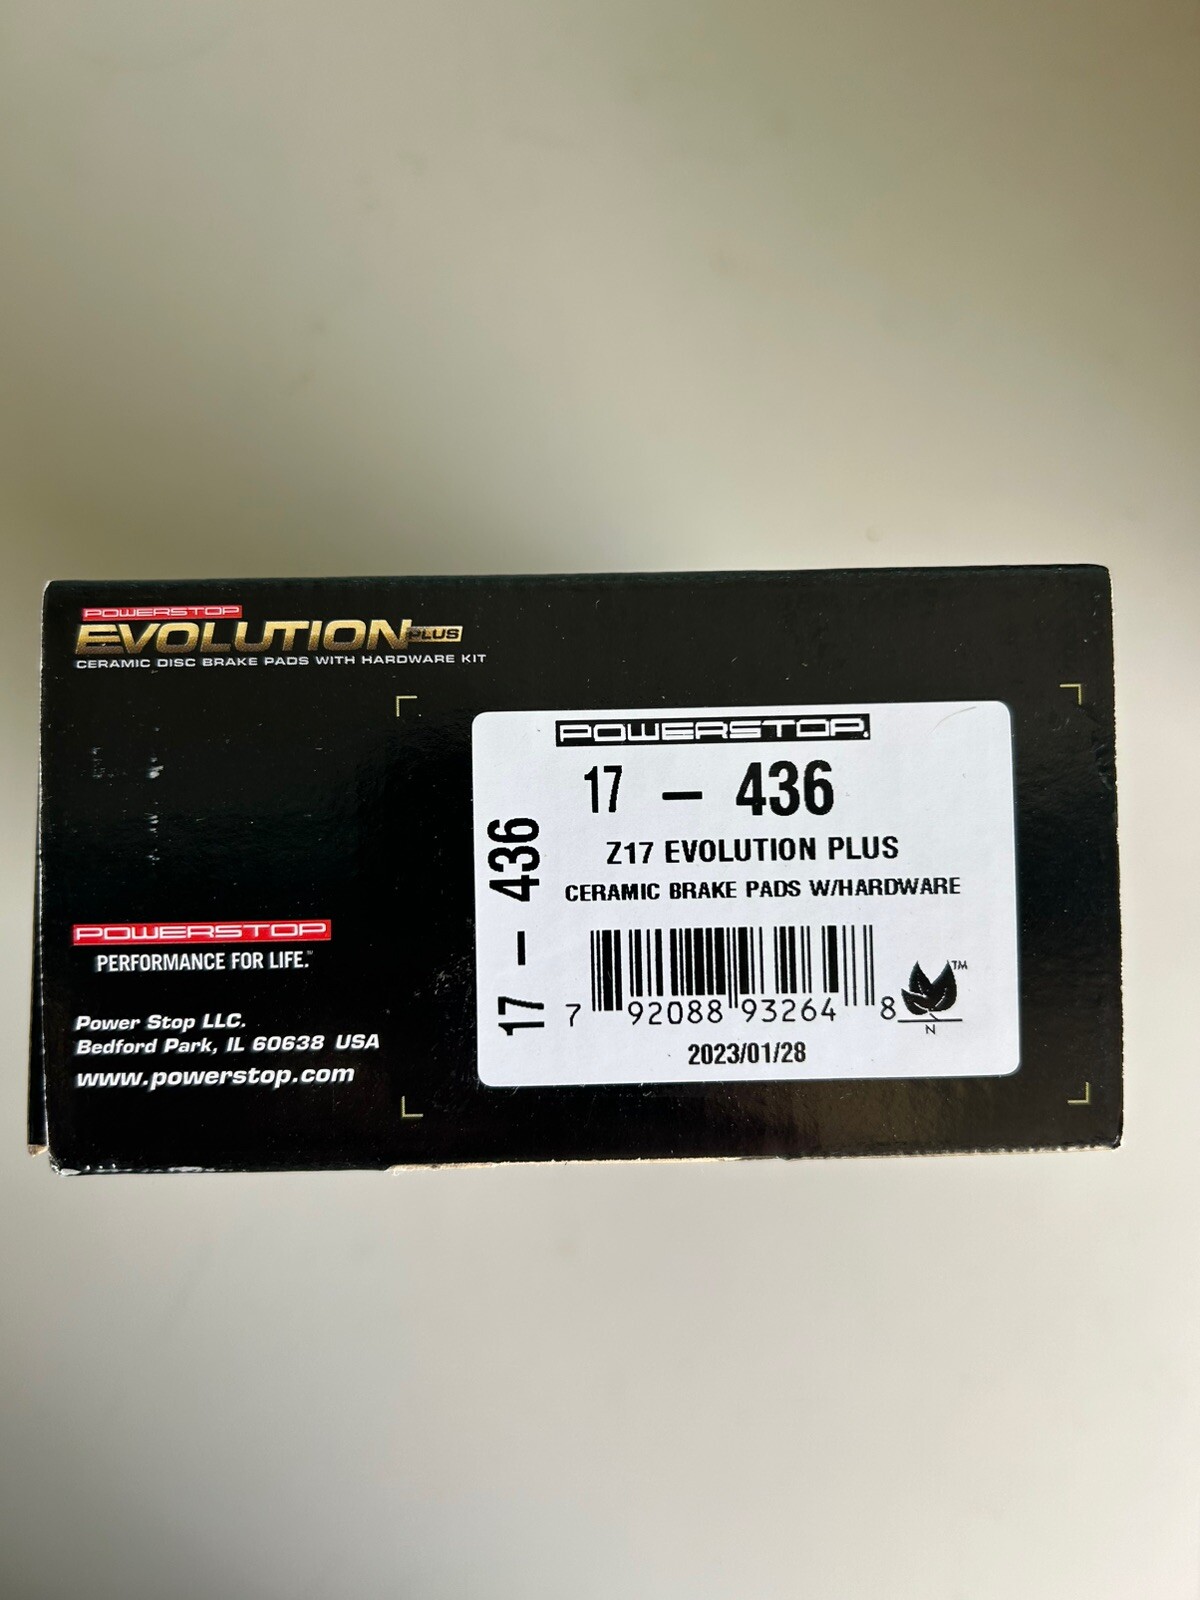 POWERSTOP
EVOLUTION PLUS
CERAMIC DISC BRAKE PADS WITH HARDWARE KIT
POWERSTOP
PERFORMANCE FOR LIFE.™
Power Stop LLC.
Bedford Park, IL 60638 USA
www.powerstop.com
17 - 436
POWERSTOP®
17 - 436
Z17 EVOLUTION PLUS
CERAMIC BRAKE PADS W/HARDWARE
7 92088 93264 8
TM
N
2023/01/28